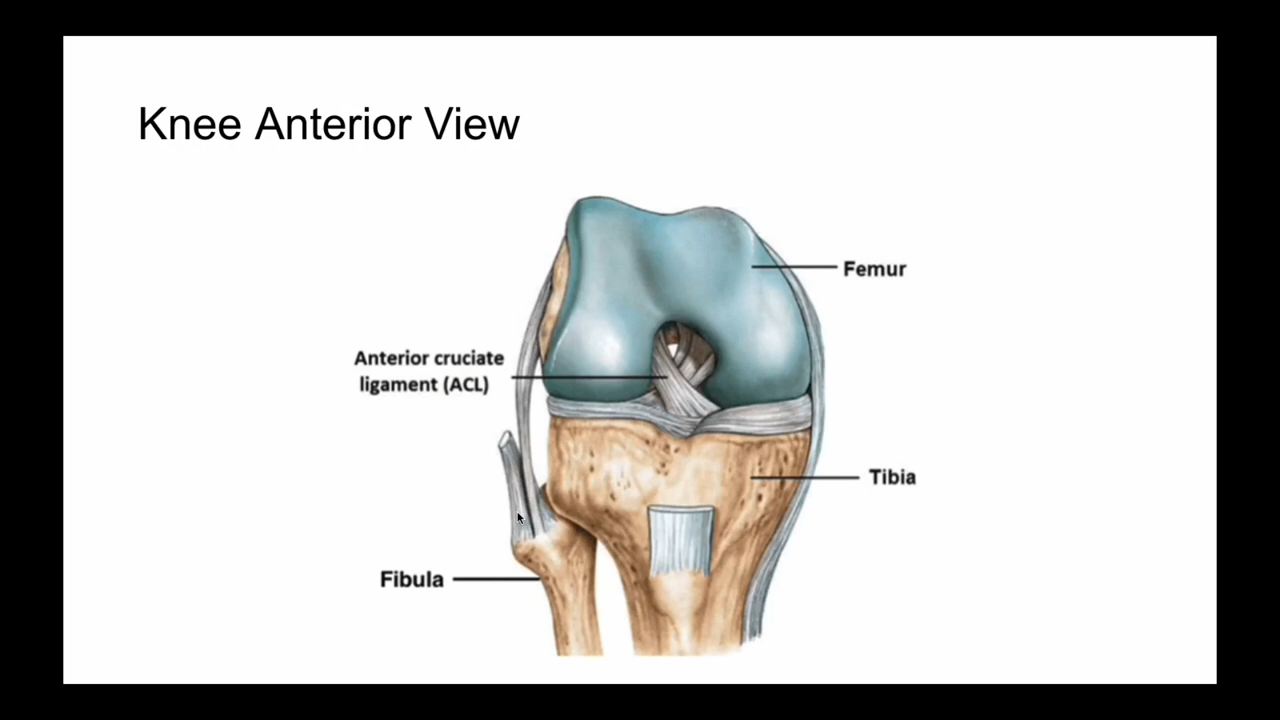 Knee Anterior View
Femur
Anterior cruciate
ligament (ACL)
Tibia
Fibula